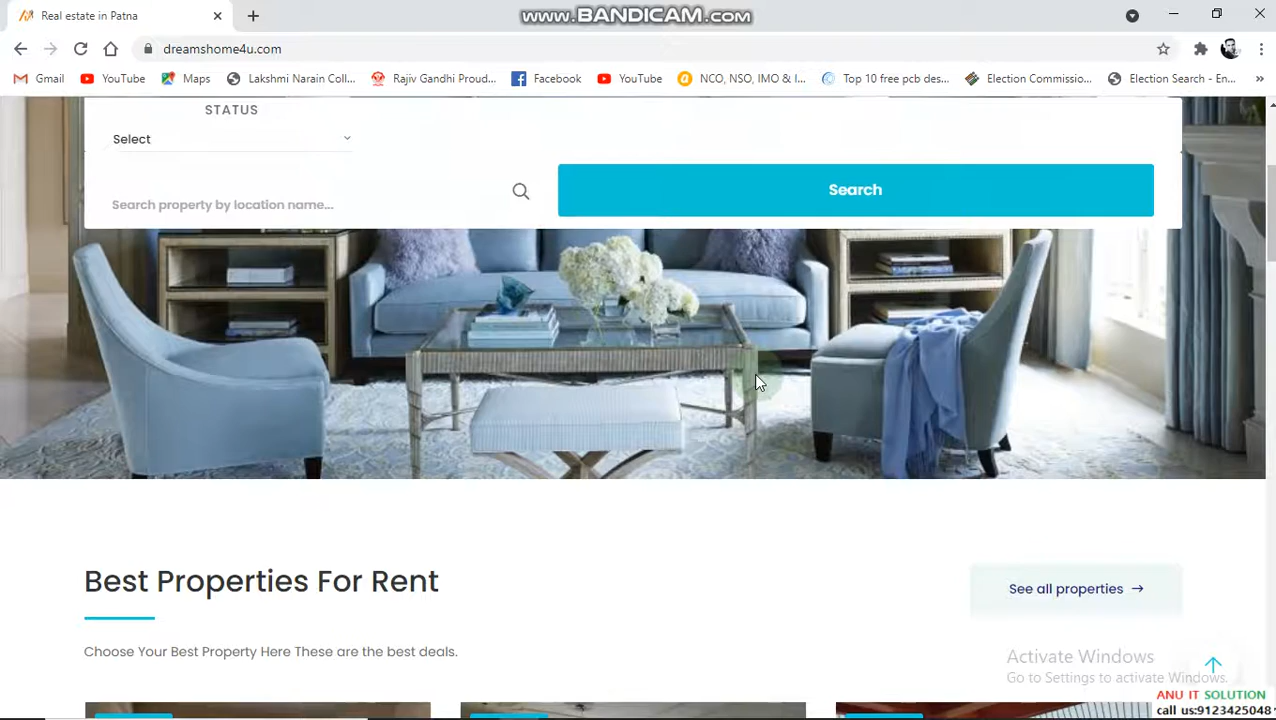 Real estate in Patna
www.BANDICAM.com
dreamshome4u.com
Gmail
YouTube
Maps
Lakshmi Narain Coll...
Rajiv Gandhi Proud...
Facebook
YouTube
NCO, NSO, IMO & I...
Top 10 free pcb des...
Election Commissio...
Election Search - En...
STATUS
Select
Search property by location name...
Search
Best Properties For Rent
See all properties →
Choose Your Best Property Here These are the best deals.
Activate Windows
Go to Settings to activate Windows.
ANU IT SOLUTION
call us:9123425048